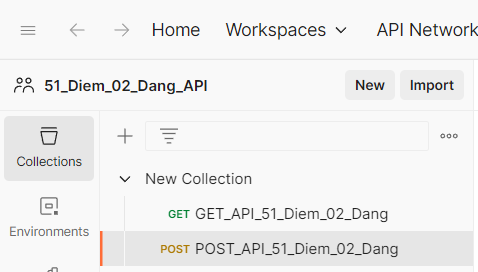 Home Workspaces API Network
51_Diem_02_Dang_API New Import
Collections
New Collection
GET GET_API_51_Diem_02_Dang
Environments
POST POST_API_51_Diem_02_Dang